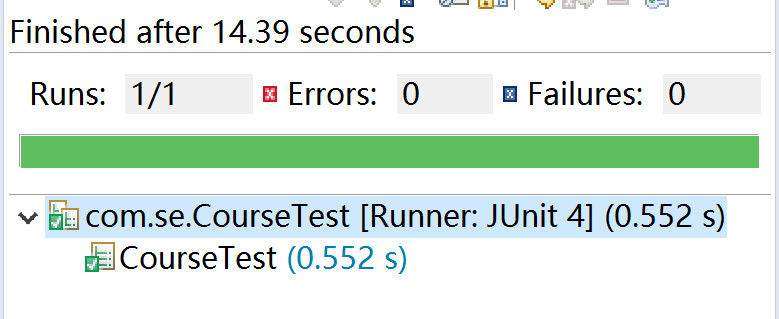 Finished after 14.39 seconds
Runs: 1/1 Errors: 0 Failures: 0
com.se.CourseTest [Runner: JUnit 4] (0.552 s)
CourseTest (0.552 s)